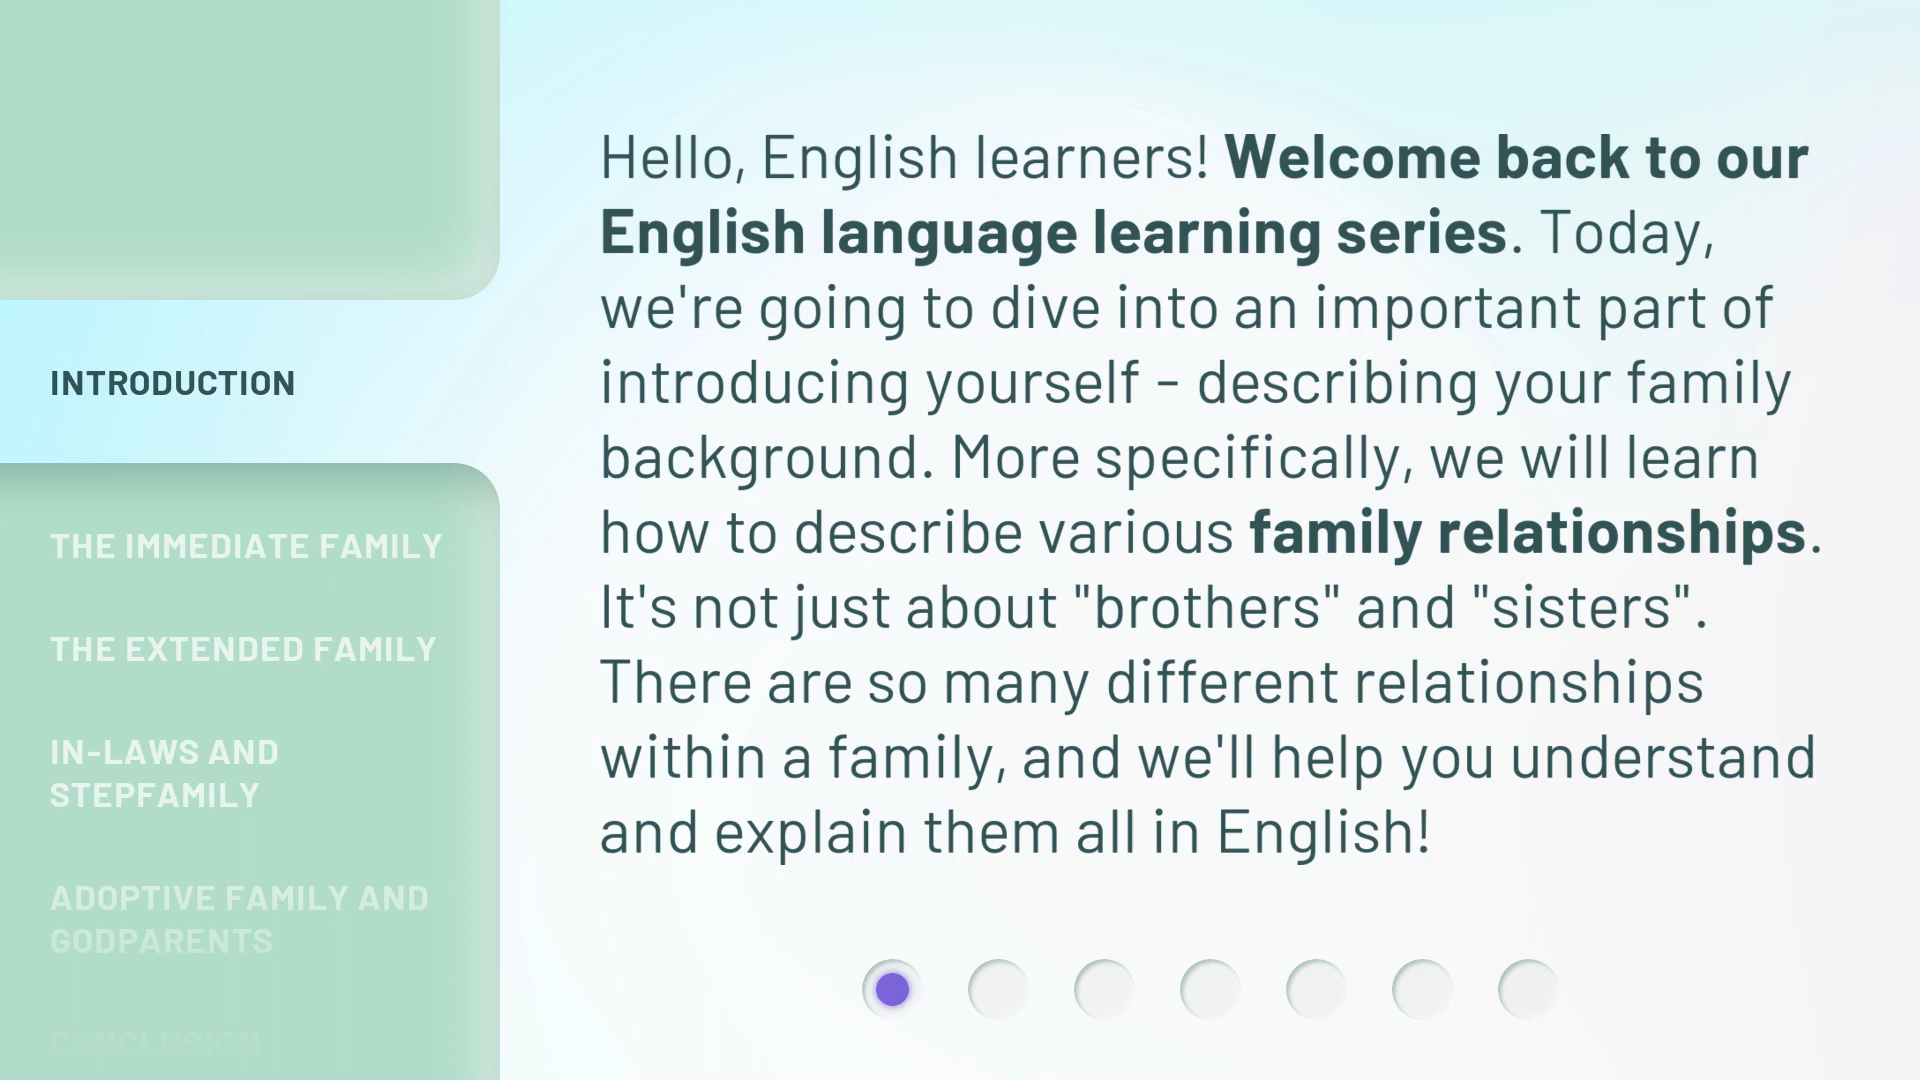 INTRODUCTION
THE IMMEDIATE FAMILY
THE EXTENDED FAMILY
IN-LAWS AND
STEPFAMILY
ADOPTIVE FAMILY AND
GODPARENTS
CONCLUSION
Hello, English learners! Welcome back to our
English language learning series. Today,
we're going to dive into an important part of
introducing yourself - describing your family
background. More specifically, we will learn
how to describe various family relationships.
It's not just about "brothers" and "sisters".
There are so many different relationships
within a family, and we'll help you understand
and explain them all in English!